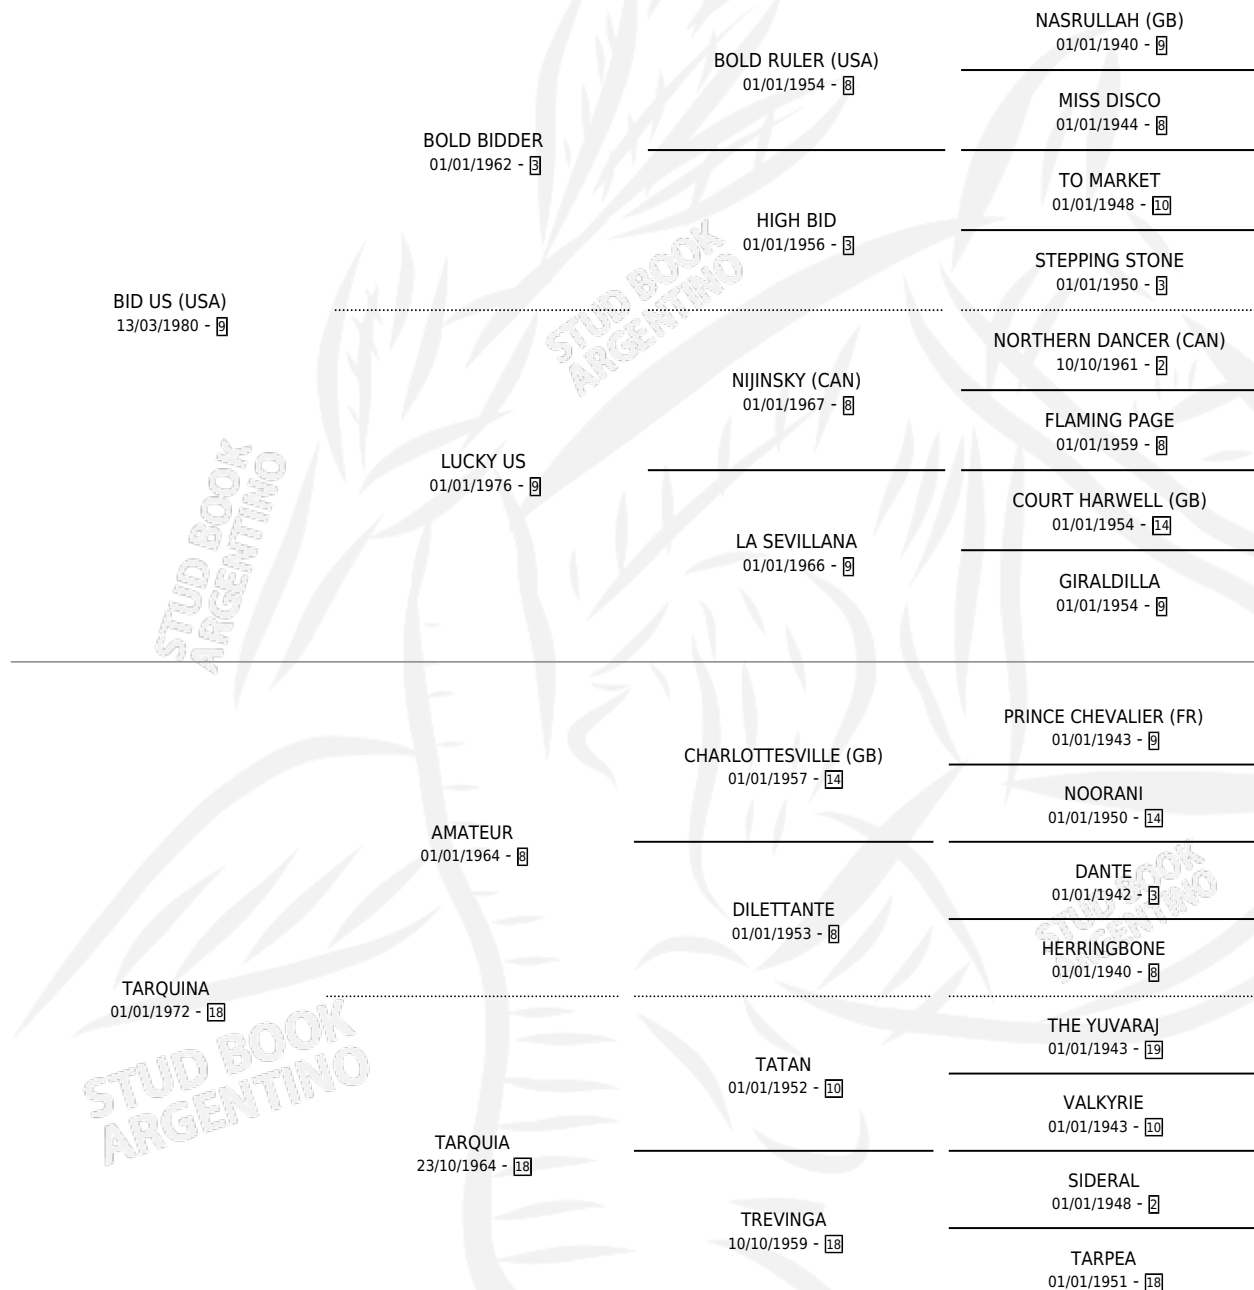 NASRULLAH (GB)
01/01/1940 - 9
BOLD RULER (USA)
01/01/1954 - 8
MISS DISCO
01/01/1944 - 8
BOLD BIDDER
01/01/1962 - 3
TO MARKET
01/01/1948 - 10
HIGH BID
01/01/1956 - 3
STEPPING STONE
01/01/1950 - 3
BID US (USA)
13/03/1980 - 9
STUD BOOK
ARGENTINO
NORTHERN DANCER (CAN)
10/10/1961 - 2
NIJINSKY (CAN)
01/01/1967 - 8
FLAMING PAGE
01/01/1959 - 8
LUCKY US
01/01/1976 - 9
COURT HARWELL (GB)
01/01/1954 - 14
LA SEVILLANA
01/01/1966 - 9
GIRALDILLA
01/01/1954 - 9
STUD BOOK
ARGENTINO
PRINCE CHEVALIER (FR)
01/01/1943 - 9
CHARLOTTESVILLE (GB)
01/01/1957 - 14
NOORANI
01/01/1950 - 14
AMATEUR
01/01/1964 - 8
DANTE
01/01/1942 - 3
DILETTANTE
01/01/1953 - 8
HERRINGBONE
01/01/1940 - 8
STUD BOOK
ARGENTINO
TARQUINA
01/01/1972 - 18
THE YUVARAJ
01/01/1943 - 19
TATAN
01/01/1952 - 10
VALKYRIE
01/01/1943 - 10
STUD BOOK
ARGENTINO
TARQUIA
23/10/1964 - 18
SIDERAL
01/01/1948 - 2
TREVINGA
10/10/1959 - 18
TARPEA
01/01/1951 - 18